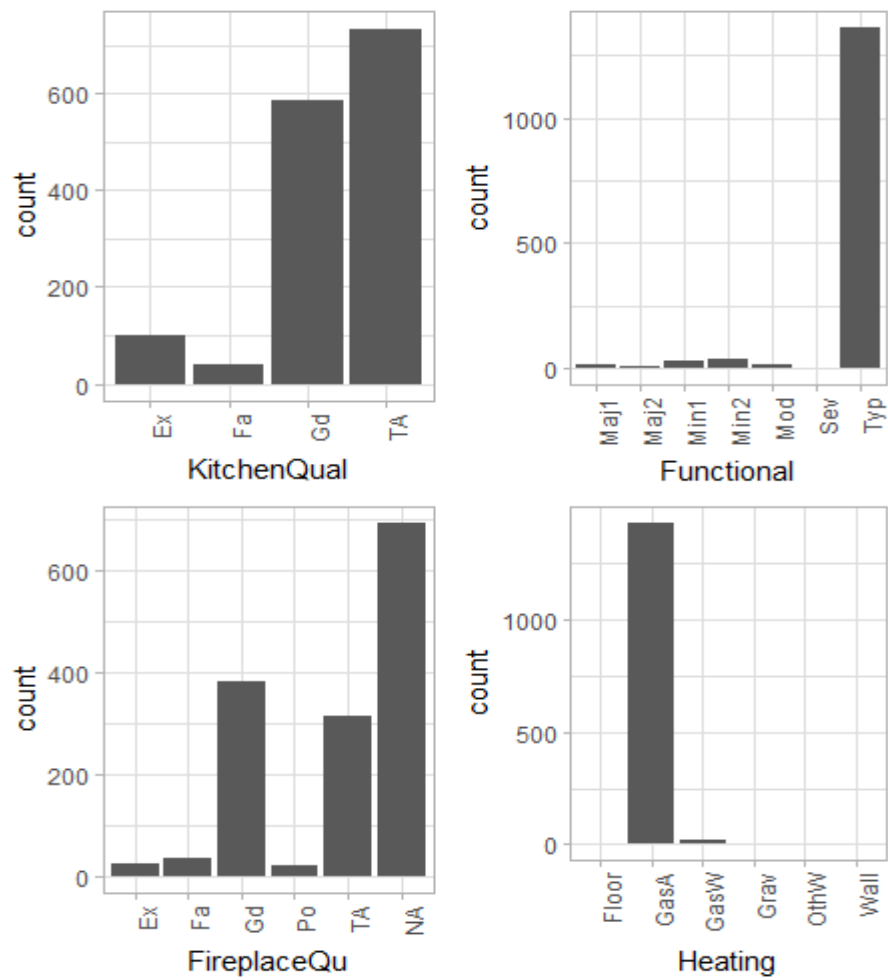 count
600
400
200
0
Ex
Fa
Gd
TA
KitchenQual
count
1000
500
0
Maj1
Maj2
Min1
Min2
Mod
Sev
Typ
Functional
count
600
400
200
0
Ex
Fa
Gd
Po
TA
NA
FireplaceQu
count
1000
500
0
Floor
GasA
GasW
Grav
OthW
Wall
Heating